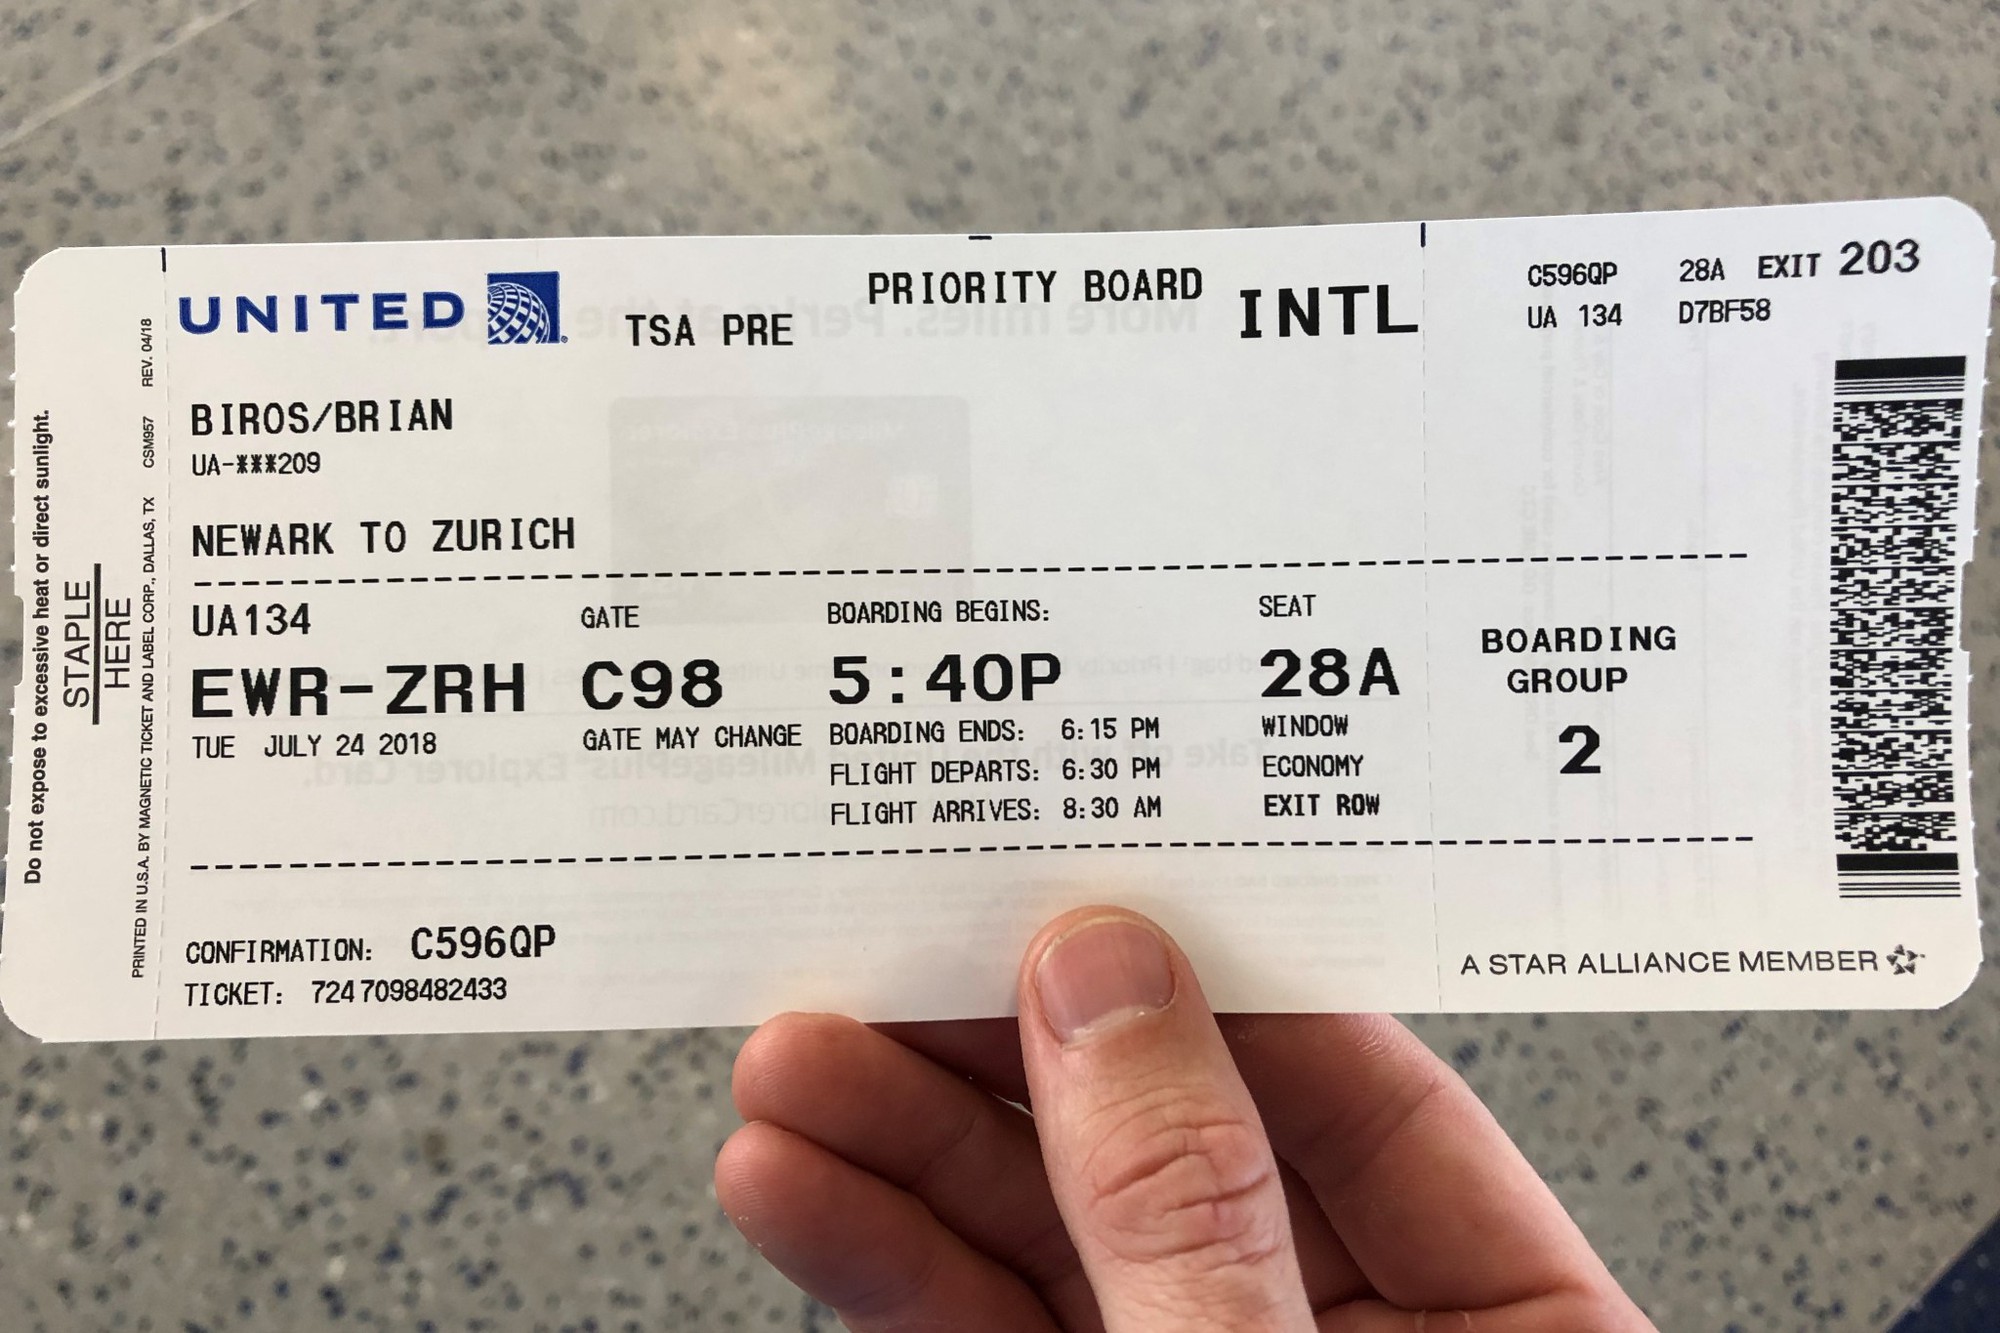 Do not expose to excessive heat or direct sunlight.
STAPLE
HERE
PRINTED IN U.S.A. BY MAGNETIC TICKET AND LABEL CORP., DALLAS, TX CSM957 REV. 04/18
UNITED
TSA PRE
PRIORITY BOARD
INTL
BIROS/BRIAN
UA-***209
NEWARK TO ZURICH
UA134
EWR-ZRH
TUE JULY 24 2018
GATE
C98
GATE MAY CHANGE
BOARDING BEGINS:
5:40P
BOARDING ENDS: 6:15 PM
FLIGHT DEPARTS: 6:30 PM
FLIGHT ARRIVES: 8:30 AM
SEAT
28A
WINDOW
ECONOMY
EXIT ROW
CONFIRMATION: C596QP
TICKET: 724 7098482433
C596QP 28A EXIT 203
UA 134 D7BF58
BOARDING
GROUP
2
A STAR ALLIANCE MEMBER